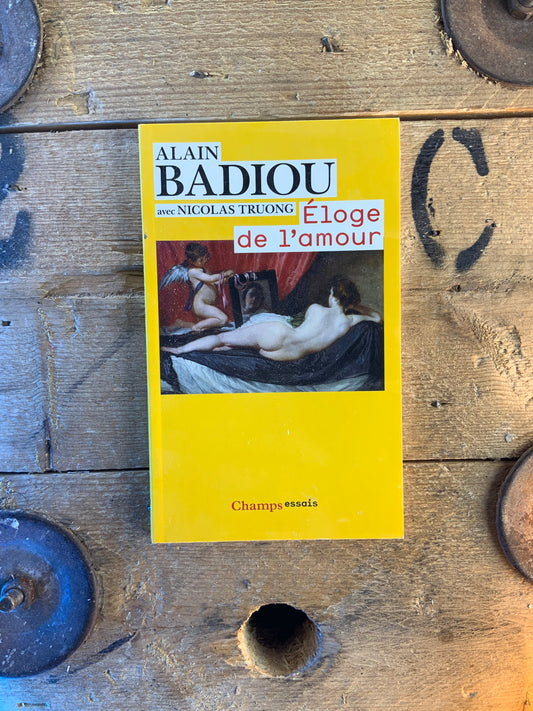 ALAIN
BADIOU
avec NICOLAS TRUONG
Éloge
de l'amour
Champs essais
C